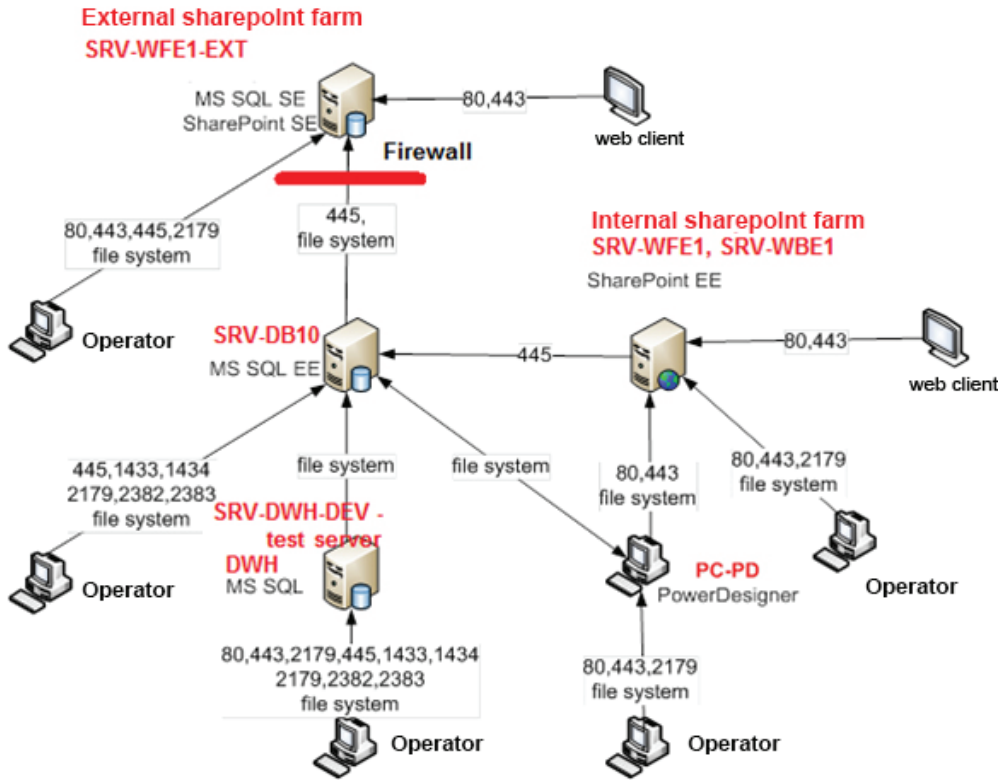 External sharepoint farm
SRV-WFE1-EXT
MS SQL SE
SharePoint SE
80,443
web client
Firewall
80,443,445,2179
file system
445,
file system
Internal sharepoint farm
SRV-WFE1, SRV-WBE1
SharePoint EE
Operator
SRV-DB10
MS SQL EE
445
80,443
web client
445,1433,1434
2179,2382,2383
file system
file system
file system
80,443
file system
80,443,2179
file system
SRV-DWH-DEV -
test server
DWH
MS SQL
Operator
PC-PD
PowerDesigner
Operator
80,443,2179,445,1433,1434
2179,2382,2383
file system
80,443,2179
file system
Operator
Operator